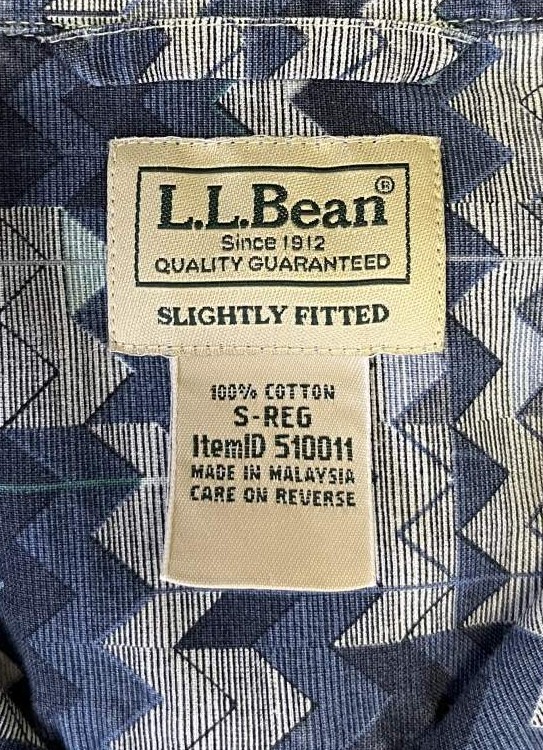 L.L.Bean®
Since 1912
QUALITY GUARANTEED
SLIGHTLY FITTED
100% COTTON
S-REG
ItemID 510011
MADE IN MALAYSIA
CARE ON REVERSE